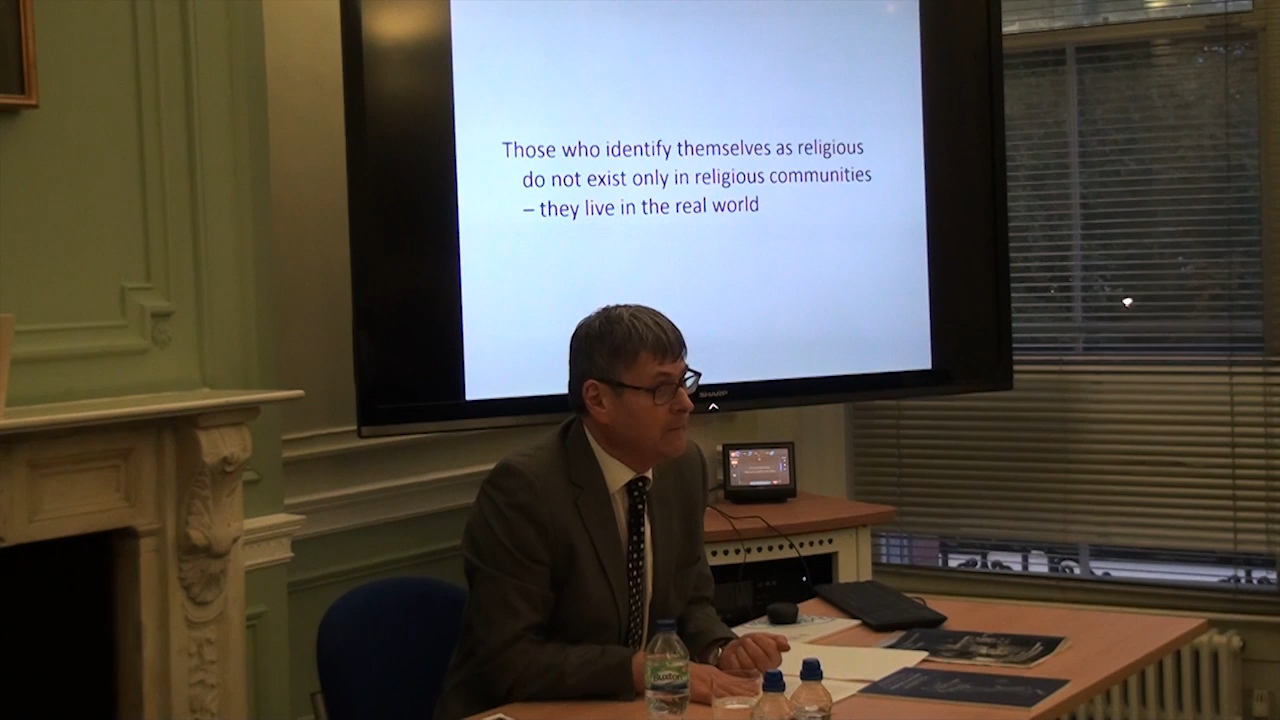 Those who identify themselves as religious
do not exist only in religious communities
– they live in the real world
SHARP
Buxton